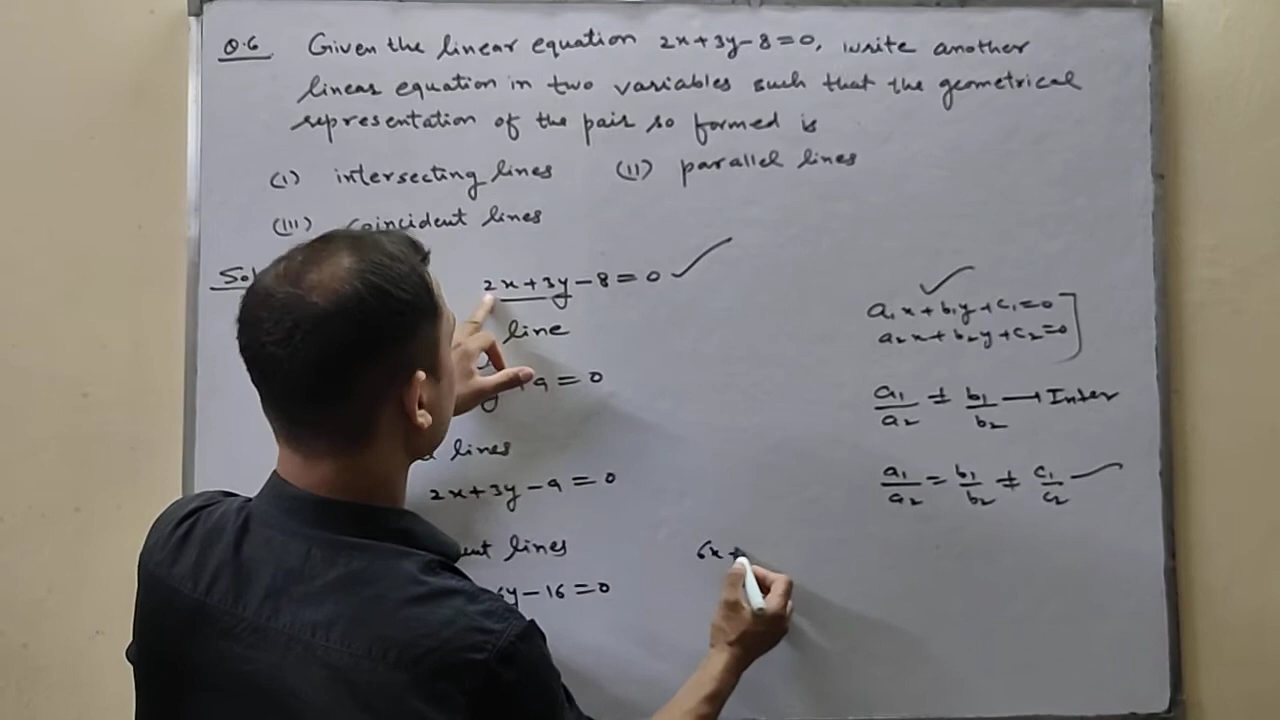 Q.6 Given the linear equation 2x+3y-8=0, write another
linear equation in two variables such that the geometrical
representation of the pair so formed is
(I) intersecting lines (II) parallel lines
(III) coincident lines
2x+3y-8=0 ✓
line
y+9=0
lines
2x+3y-9=0
lines
6y-16=0
6x+
✓
a₁x+b₁y+c₁=0
a₂x+b₂y+c₂=0
a₁/a₂ ≠ b₁/b₂ → Inter
a₁/a₂ = b₁/b₂ ≠ c₁/c₂